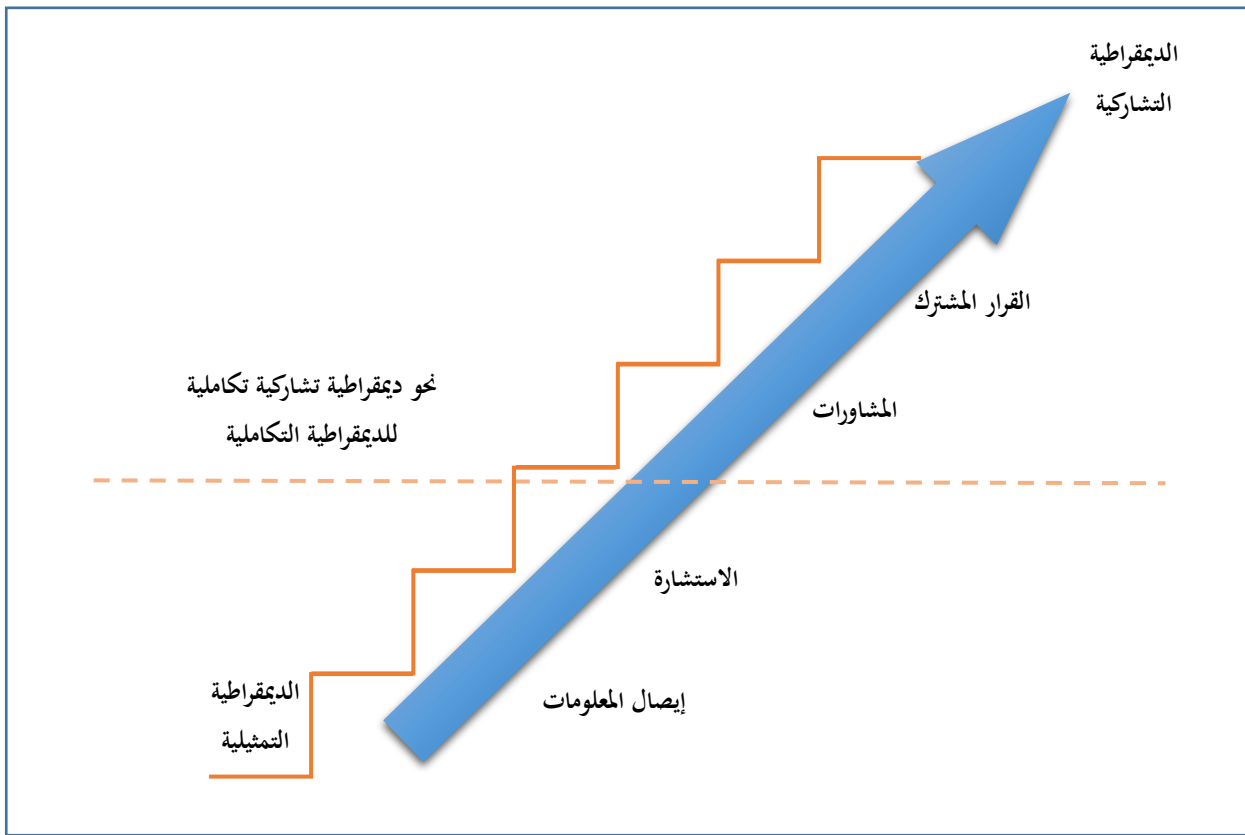 الديمقراطية
التشاركية
القرار المشترك
نحو ديمقراطية تشاركية تكاملية
للديمقراطية التكاملية
المشاورات
الاستشارة
الديمقراطية
التمثيلية
إيصال المعلومات